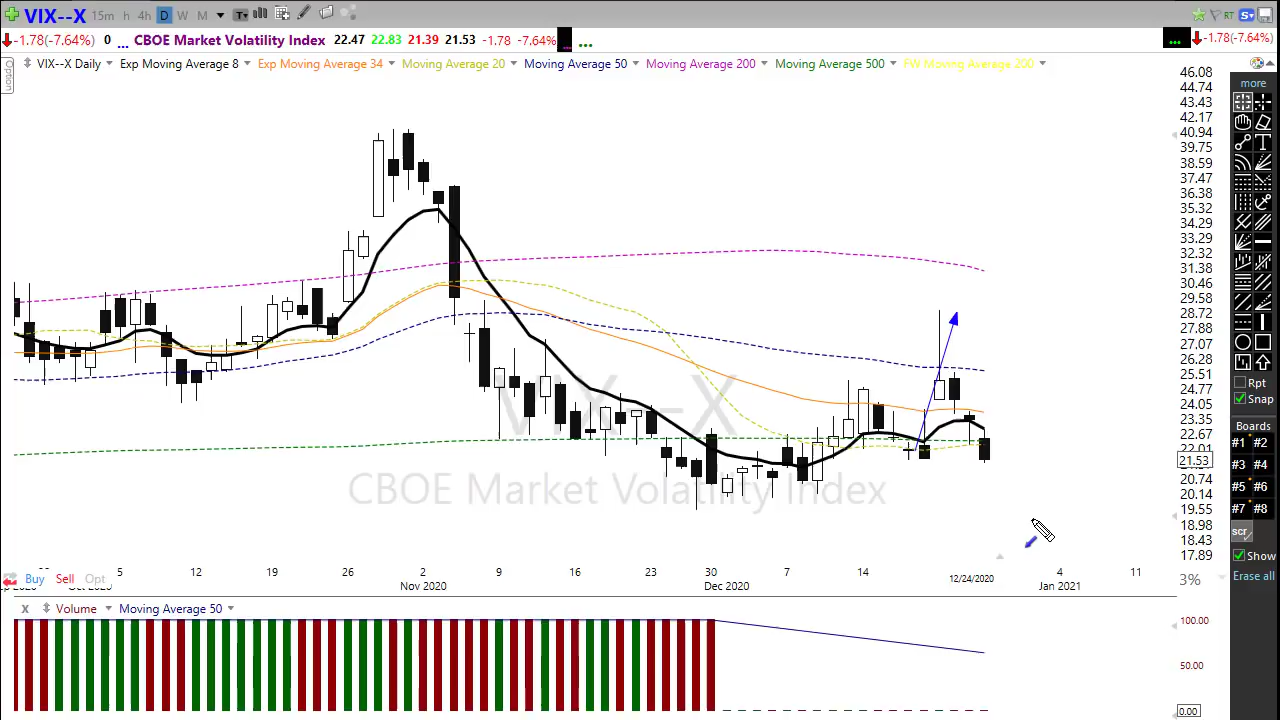 VIX--X 15m h 4h D W M T RT S
-1.78(-7.64%) 0 ... CBOE Market Volatility Index 22.47 22.83 21.39 21.53 -1.78 -7.64% ... ... ... -1.78(-7.64%)
Option
VIX--X Daily Exp Moving Average 8 Exp Moving Average 34 Moving Average 20 Moving Average 50 Moving Average 200 Moving Average 500 FW Moving Average 200
46.08
44.74
43.43
42.17
40.94
39.75
38.59
37.47
36.38
35.32
34.29
33.29
32.32
31.38
30.46
29.58
28.72
27.88
27.07
26.28
25.51
24.77
24.05
23.35
22.67
22.01
21.53
20.74
20.14
19.55
18.98
18.43
17.89
more
T
Rpt
Snap
Boards
#1 #2
#3 #4
#5 #6
#7 #8
scr
Show
Erase all
VIX--X
CBOE Market Volatility Index
5 12 19 26 2 9 16 23 30 7 14 12/24/2020 4 11
Oct 2020 Nov 2020 Dec 2020 Jan 2021
Buy Sell Opt 3%
X Volume Moving Average 50
100.00
50.00
0.00